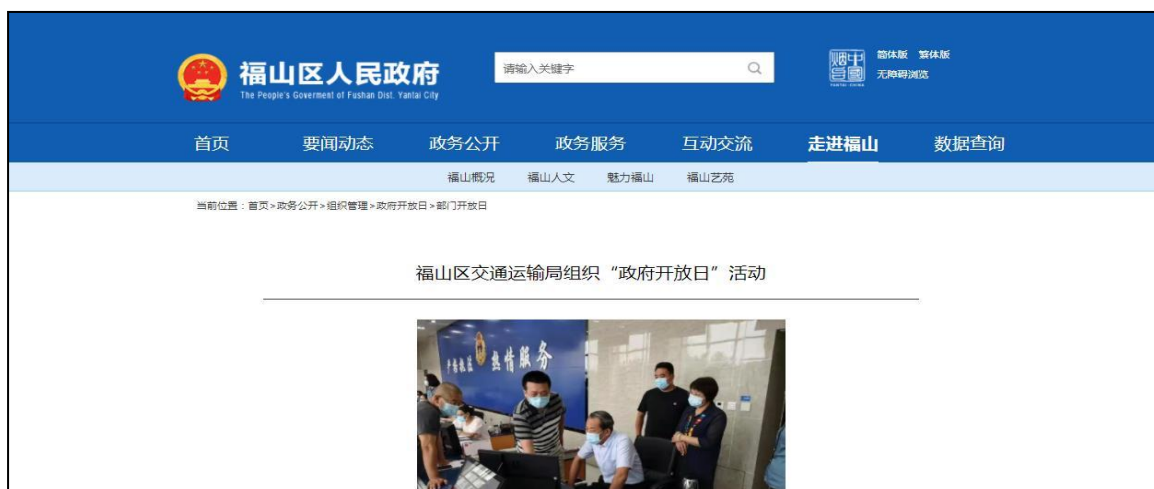 福山区人民政府
The People's Goverment of Fushan Dist. Yantai City
请输入关键字
简体版 繁体版
无障碍浏览
首页 要闻动态 政务公开 政务服务 互动交流 走进福山 数据查询
福山概况 福山人文 魅力福山 福山艺苑
当前位置：首页>政务公开>组织管理>政府开放日>部门开放日
福山区交通运输局组织“政府开放日”活动
严格执法 热情服务